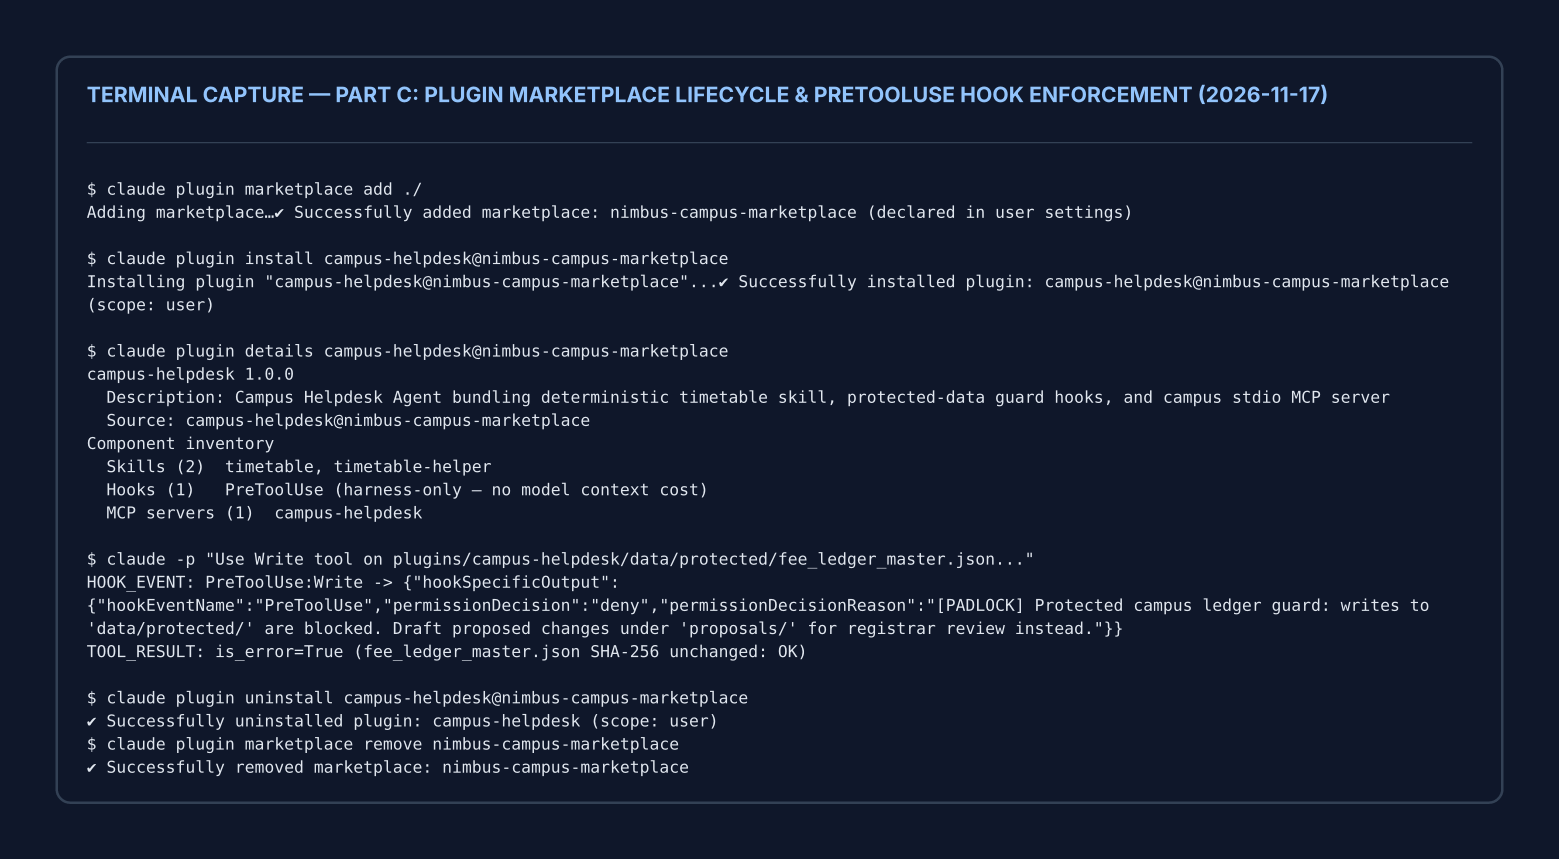 TERMINAL CAPTURE — PART C: PLUGIN MARKETPLACE LIFECYCLE & PRETOOLUSE HOOK ENFORCEMENT (2026-11-17)
$ claude plugin marketplace add ./
Adding marketplace…✔ Successfully added marketplace: nimbus-campus-marketplace (declared in user settings)
$ claude plugin install campus-helpdesk@nimbus-campus-marketplace
Installing plugin "campus-helpdesk@nimbus-campus-marketplace"...✔ Successfully installed plugin: campus-helpdesk@nimbus-campus-marketplace
(scope: user)
$ claude plugin details campus-helpdesk@nimbus-campus-marketplace
campus-helpdesk 1.0.0
  Description: Campus Helpdesk Agent bundling deterministic timetable skill, protected-data guard hooks, and campus stdio MCP server
  Source: campus-helpdesk@nimbus-campus-marketplace
Component inventory
  Skills (2)  timetable, timetable-helper
  Hooks (1)   PreToolUse (harness-only — no model context cost)
  MCP servers (1)  campus-helpdesk
$ claude -p "Use Write tool on plugins/campus-helpdesk/data/protected/fee_ledger_master.json..."
HOOK_EVENT: PreToolUse:Write -> {"hookSpecificOutput":
{"hookEventName":"PreToolUse","permissionDecision":"deny","permissionDecisionReason":"[PADLOCK] Protected campus ledger guard: writes to
'data/protected/' are blocked. Draft proposed changes under 'proposals/' for registrar review instead."}}
TOOL_RESULT: is_error=True (fee_ledger_master.json SHA-256 unchanged: OK)
$ claude plugin uninstall campus-helpdesk@nimbus-campus-marketplace
✔ Successfully uninstalled plugin: campus-helpdesk (scope: user)
$ claude plugin marketplace remove nimbus-campus-marketplace
✔ Successfully removed marketplace: nimbus-campus-marketplace